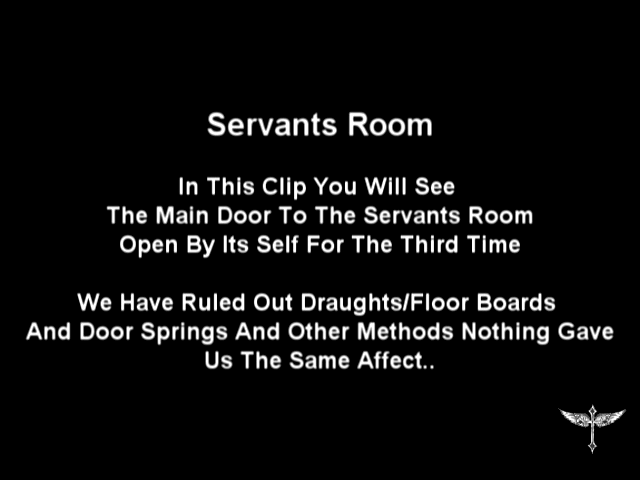 Servants Room
In This Clip You Will See
The Main Door To The Servants Room
Open By Its Self For The Third Time
We Have Ruled Out Draughts/Floor Boards
And Door Springs And Other Methods Nothing Gave
Us The Same Affect..